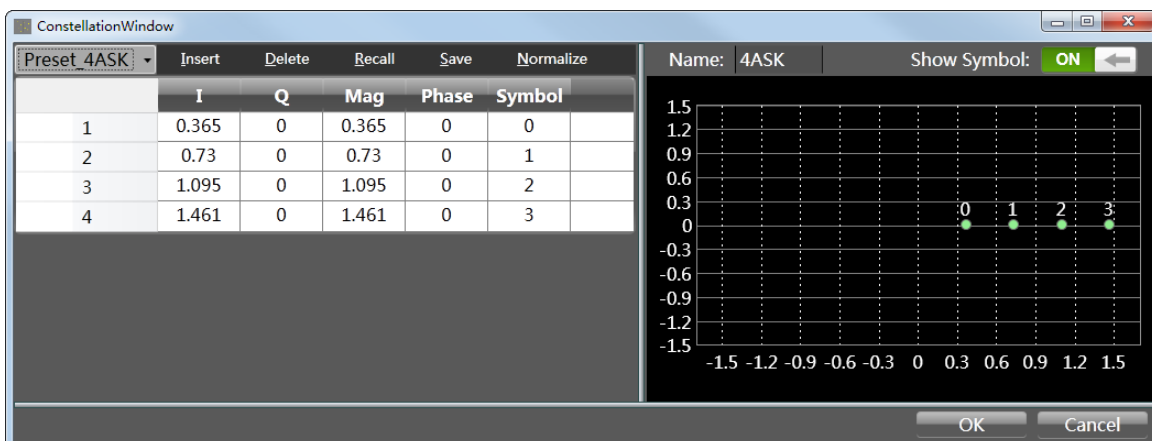 ConstellationWindow
Preset_4ASK Insert Delete Recall Save Normalize
I Q Mag Phase Symbol
1 0.365 0 0.365 0 0
2 0.73 0 0.73 0 1
3 1.095 0 1.095 0 2
4 1.461 0 1.461 0 3
Name: 4ASK Show Symbol: ON
1.5
1.2
0.9
0.6
0.3
0
-0.3
-0.6
-0.9
-1.2
-1.5
0 1 2 3
-1.5 -1.2 -0.9 -0.6 -0.3 0 0.3 0.6 0.9 1.2 1.5
OK Cancel